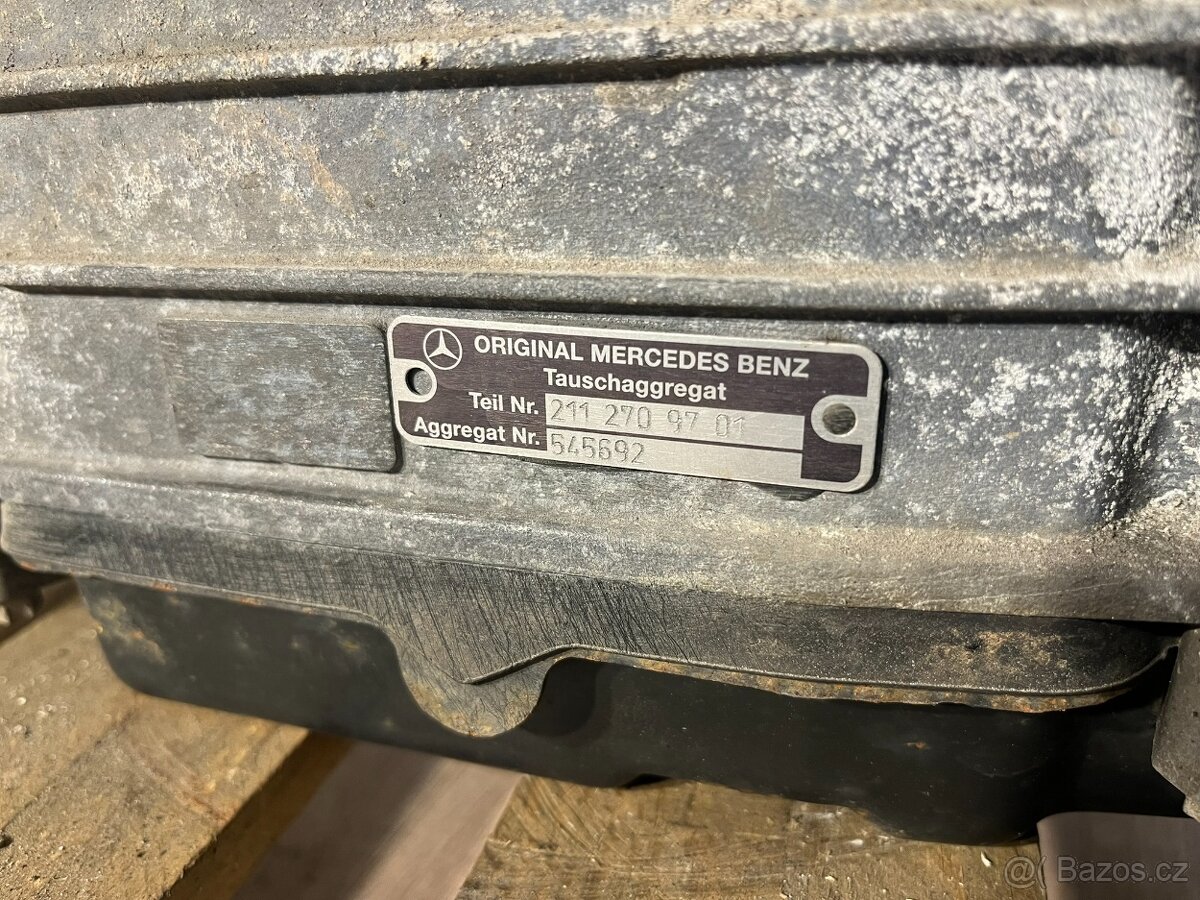 ORIGINAL MERCEDES BENZ
Tauschaggregat
Teil Nr. 211 270 97 01
Aggregat Nr. 545692
Bazos.cz